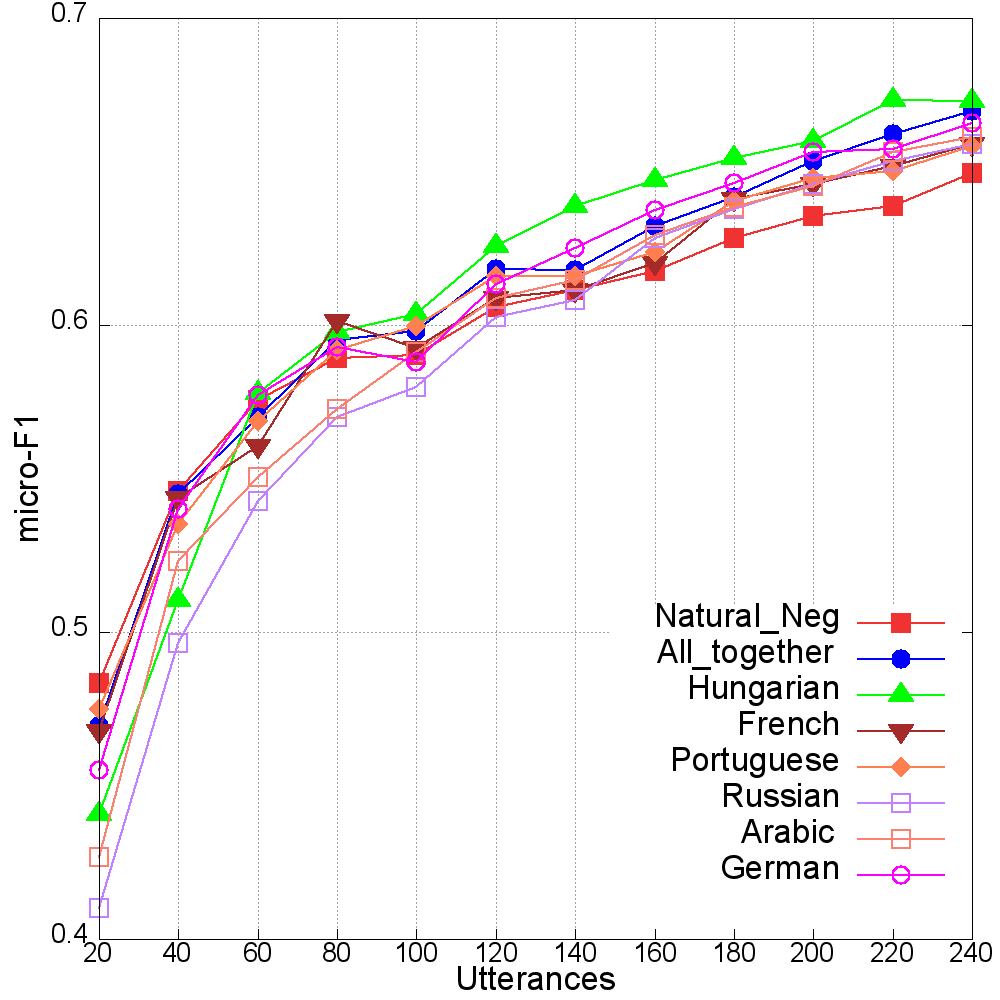 0.7
0.6
0.5
0.4
micro-F1
Natural_Neg
All_together
Hungarian
French
Portuguese
Russian
Arabic
German
20 40 60 80 100 120 140 160 180 200 220 240
Utterances